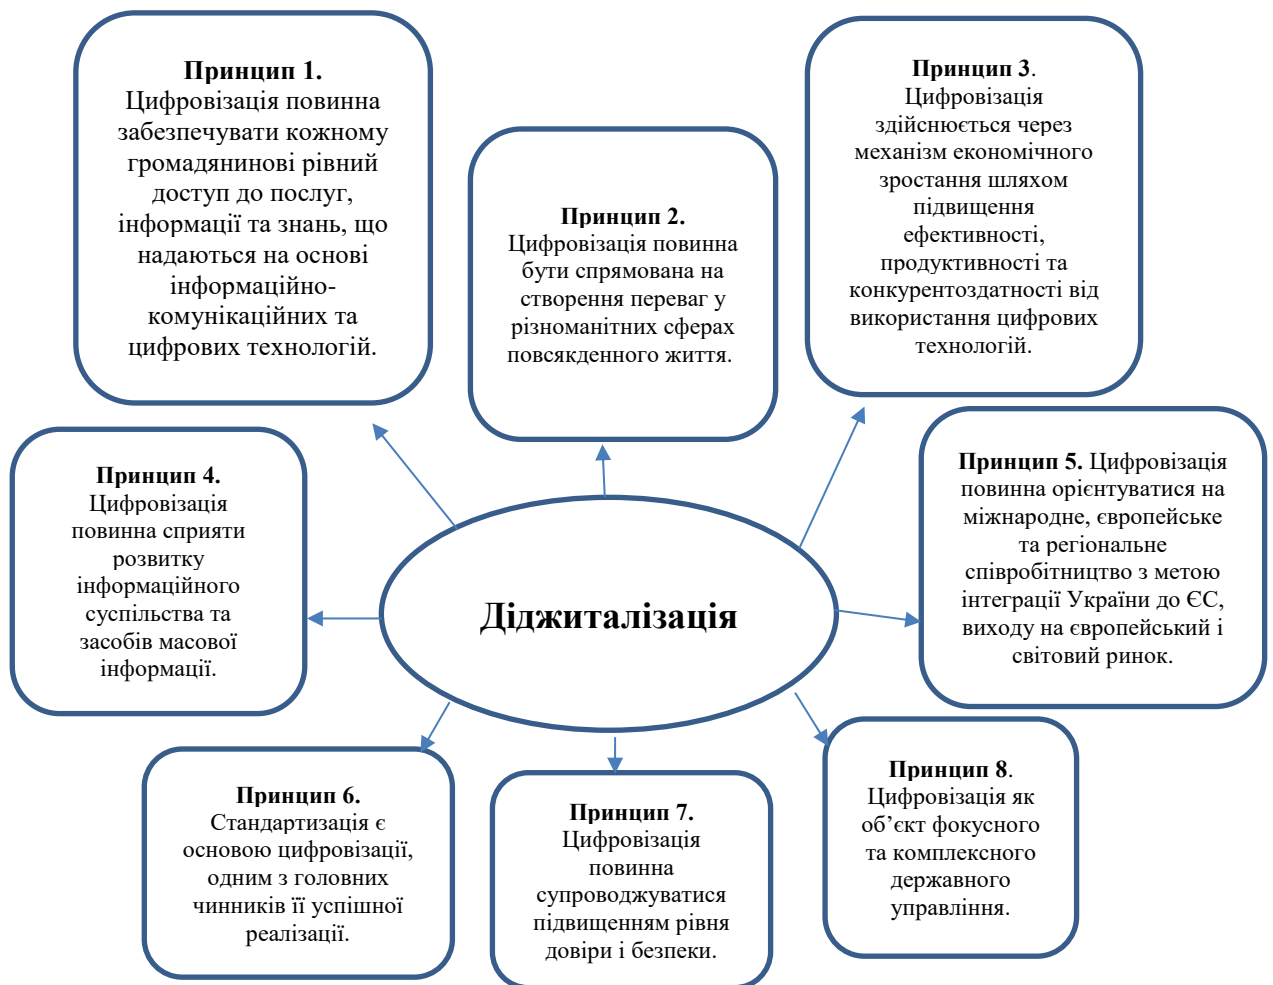 Принцип 1.
Цифровізація повинна
забезпечувати кожному
громадянинові рівний
доступ до послуг,
інформації та знань, що
надаються на основі
інформаційно-
комунікаційних та
цифрових технологій.
Принцип 2.
Цифровізація повинна
бути спрямована на
створення переваг у
різноманітних сферах
повсякденного життя.
Принцип 3.
Цифровізація
здійснюється через
механізм економічного
зростання шляхом
підвищення
ефективності,
продуктивності та
конкурентоздатності від
використання цифрових
технологій.
Принцип 4.
Цифровізація
повинна сприяти
розвитку
інформаційного
суспільства та
засобів масової
інформації.
Діджиталізація
Принцип 5. Цифровізація
повинна орієнтуватися на
міжнародне, європейське
та регіональне
співробітництво з метою
інтеграції України до ЄС,
виходу на європейський і
світовий ринок.
Принцип 6.
Стандартизація є
основою цифровізації,
одним з головних
чинників її успішної
реалізації.
Принцип 7.
Цифровізація
повинна
супроводжуватися
підвищенням рівня
довіри і безпеки.
Принцип 8.
Цифровізація як
об’єкт фокусного
та комплексного
державного
управління.